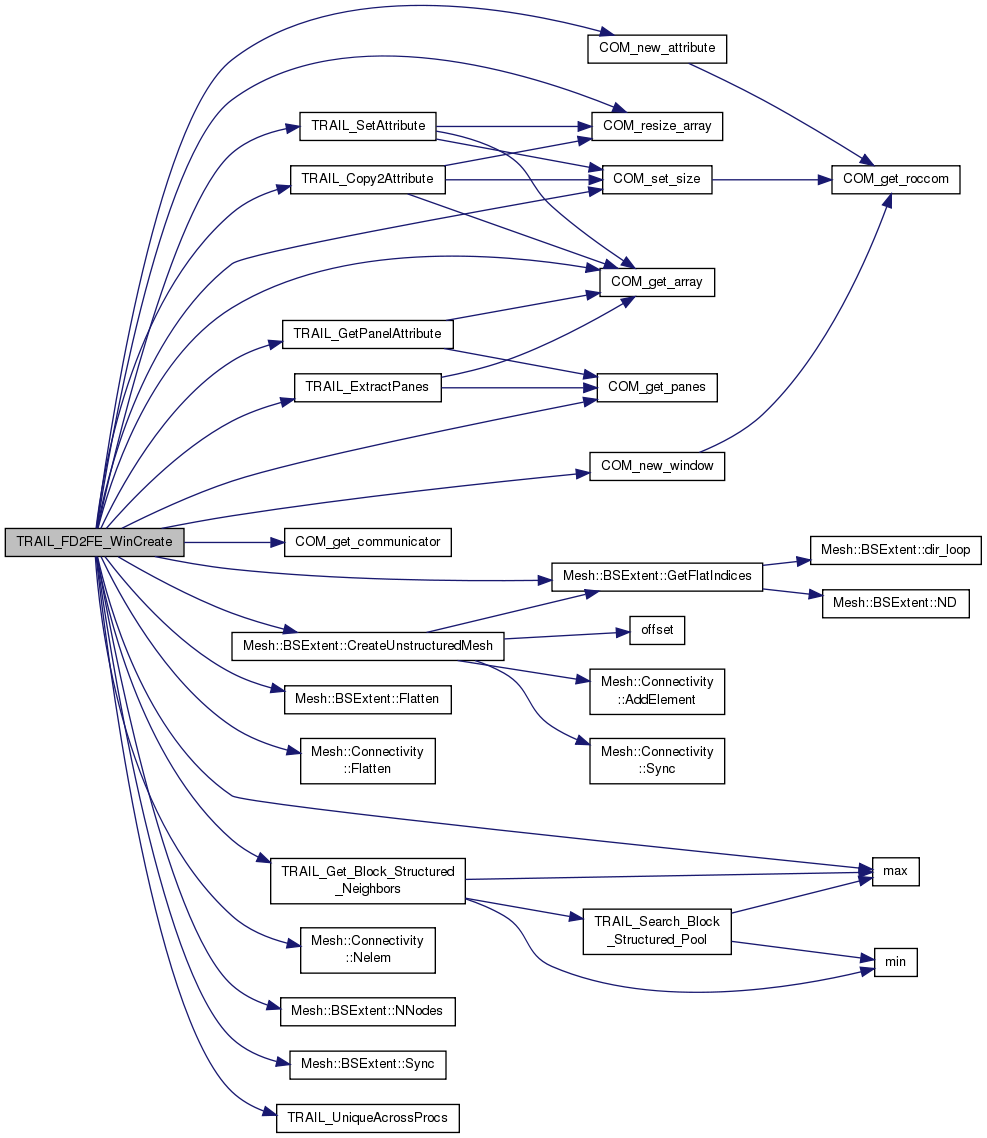 COM_new_attribute
TRAIL_SetAttribute
COM_resize_array
TRAIL_Copy2Attribute
COM_set_size
COM_get_roccom
COM_get_array
TRAIL_GetPanelAttribute
TRAIL_ExtractPanes
COM_get_panes
COM_new_window
TRAIL_FD2FE_WinCreate
COM_get_communicator
Mesh::BSExtent::dir_loop
Mesh::BSExtent::GetFlatIndices
Mesh::BSExtent::ND
offset
Mesh::BSExtent::CreateUnstructuredMesh
Mesh::Connectivity
::AddElement
Mesh::BSExtent::Flatten
Mesh::Connectivity
::Flatten
Mesh::Connectivity
::Sync
TRAIL_Get_Block_Structured
_Neighbors
max
TRAIL_Search_Block
_Structured_Pool
Mesh::Connectivity
::Nelem
min
Mesh::BSExtent::NNodes
Mesh::BSExtent::Sync
TRAIL_UniqueAcrossProcs